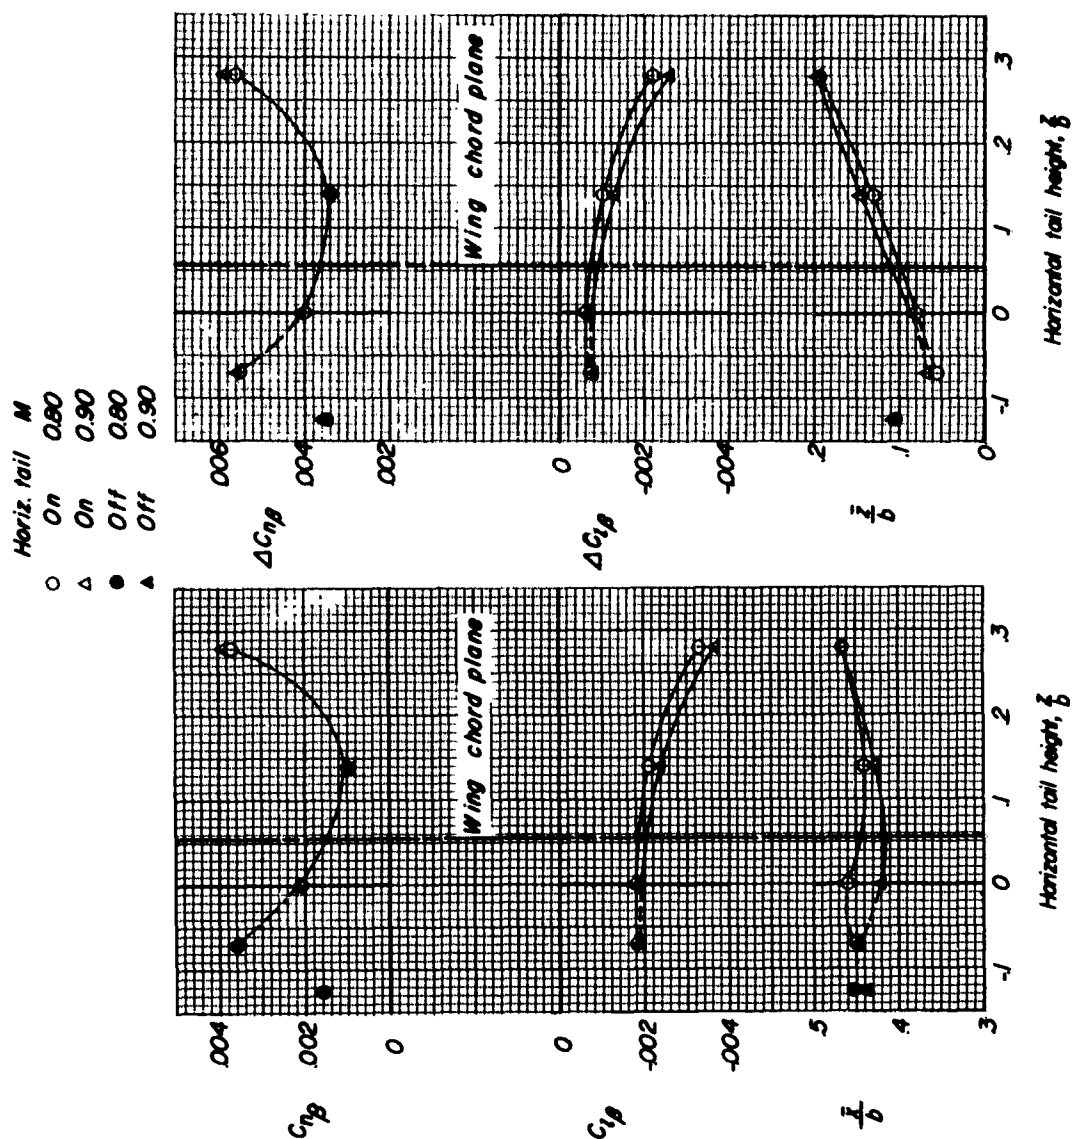 Horiz. tail M
○ On 0.80
△ On 0.90
● Off 0.80
▲ Off 0.90
Cnβ
.004
.002
0
Wing chord plane
Clβ
0
-.002
-.004
x̄/b
.5
.4
.3
-.1 0 .1 .2 .3
Horizontal tail height, z/b
ΔCnβ
.006
.004
.002
Wing chord plane
ΔClβ
0
-.002
-.004
z̄/b
.2
.1
0
-.1 0 .1 .2 .3
Horizontal tail height, z/b